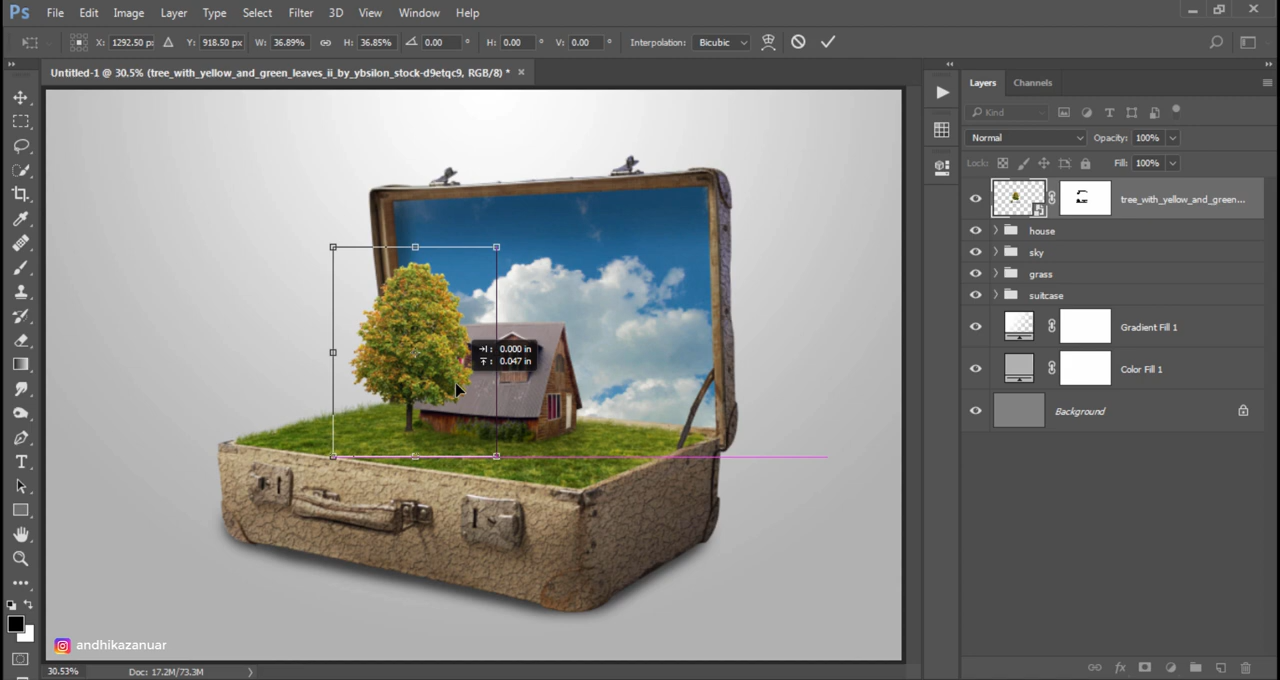 Ps File Edit Image Layer Type Select Filter 3D View Window Help
X: 1292.50 p: Y: 918.50 px W: 36.89% H: 36.85% 0.00 ° H: 0.00 ° V: 0.00 ° Interpolation: Bicubic
Untitled-1 @ 30.5% (tree_with_yellow_and_green_leaves_ii_by_ybsilon_stock-d9etqc9, RGB/8) * ×
Layers Channels
Kind
Normal Opacity: 100%
Lock: Fill: 100%
tree_with_yellow_and_green...
house
sky
grass
suitcase
Gradient Fill 1
Color Fill 1
Background
: 0.000 in
: 0.047 in
andhikazanuar
30.53% Doc: 17.2M/73.3M